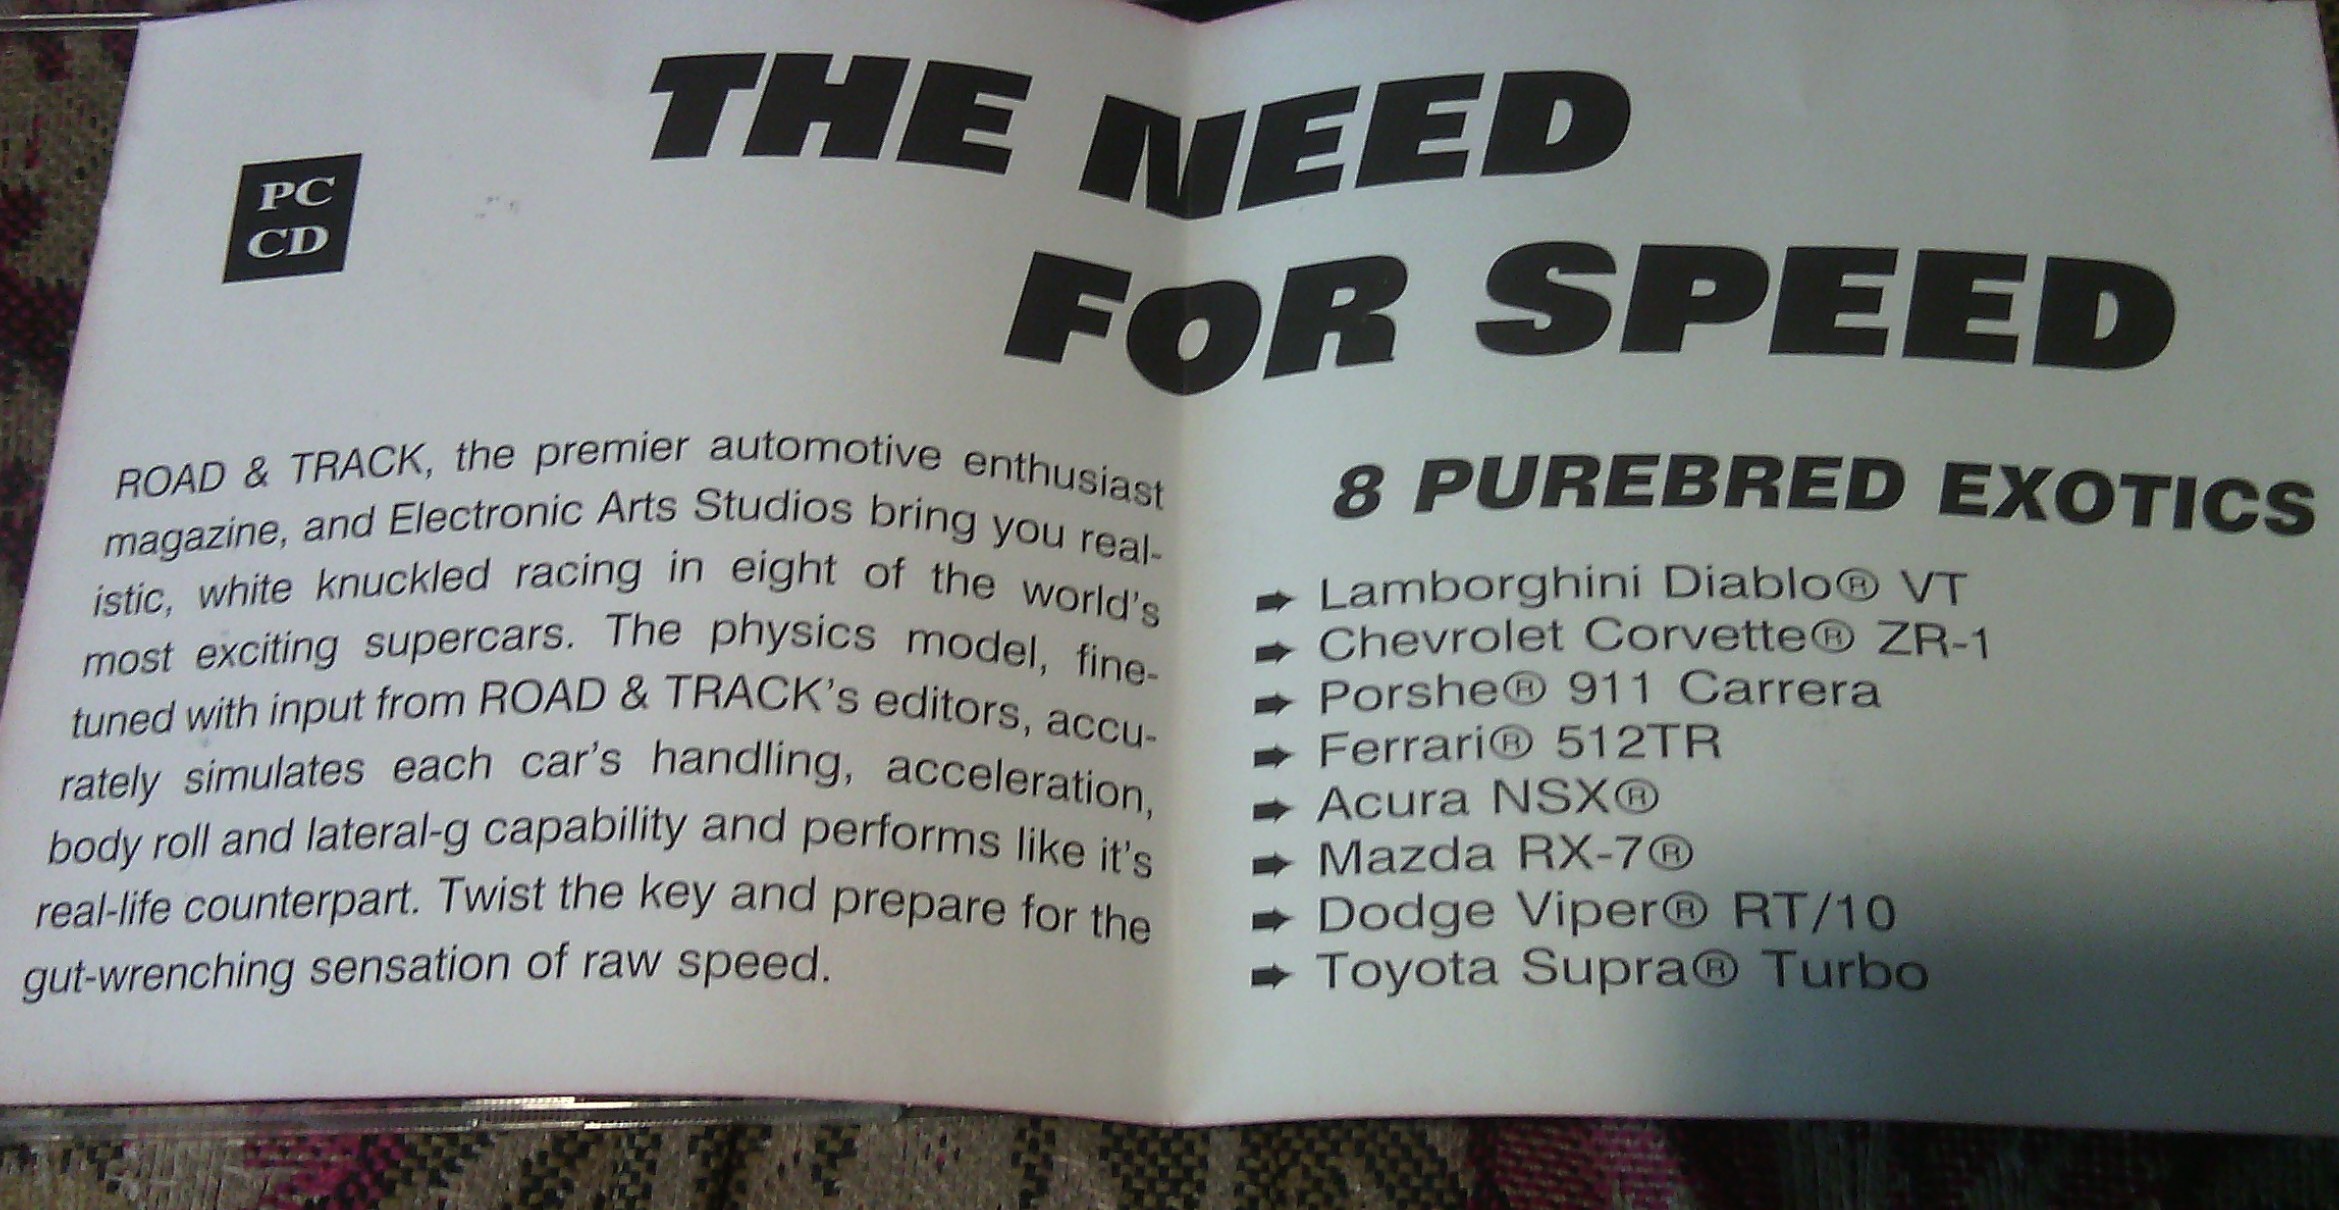 THE NEED
FOR SPEED
PC
CD
ROAD & TRACK, the premier automotive enthusiast
magazine, and Electronic Arts Studios bring you real-
istic, white knuckled racing in eight of the world's
most exciting supercars. The physics model, fine-
tuned with input from ROAD & TRACK's editors, accu-
rately simulates each car's handling, acceleration,
body roll and lateral-g capability and performs like it's
real-life counterpart. Twist the key and prepare for the
gut-wrenching sensation of raw speed.
8 PUREBRED EXOTICS
➨ Lamborghini Diablo® VT
➨ Chevrolet Corvette® ZR-1
➨ Porshe® 911 Carrera
➨ Ferrari® 512TR
➨ Acura NSX®
➨ Mazda RX-7®
➨ Dodge Viper® RT/10
➨ Toyota Supra® Turbo